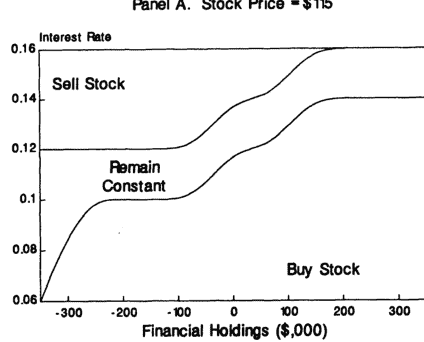 Panel A. Stock Price = $115
Interest Rate
0.16
Sell Stock
0.14
0.12
Remain
Constant
0.1
0.08
Buy Stock
0.06
-300 -200 -100 0 100 200 300
Financial Holdings ($,000)